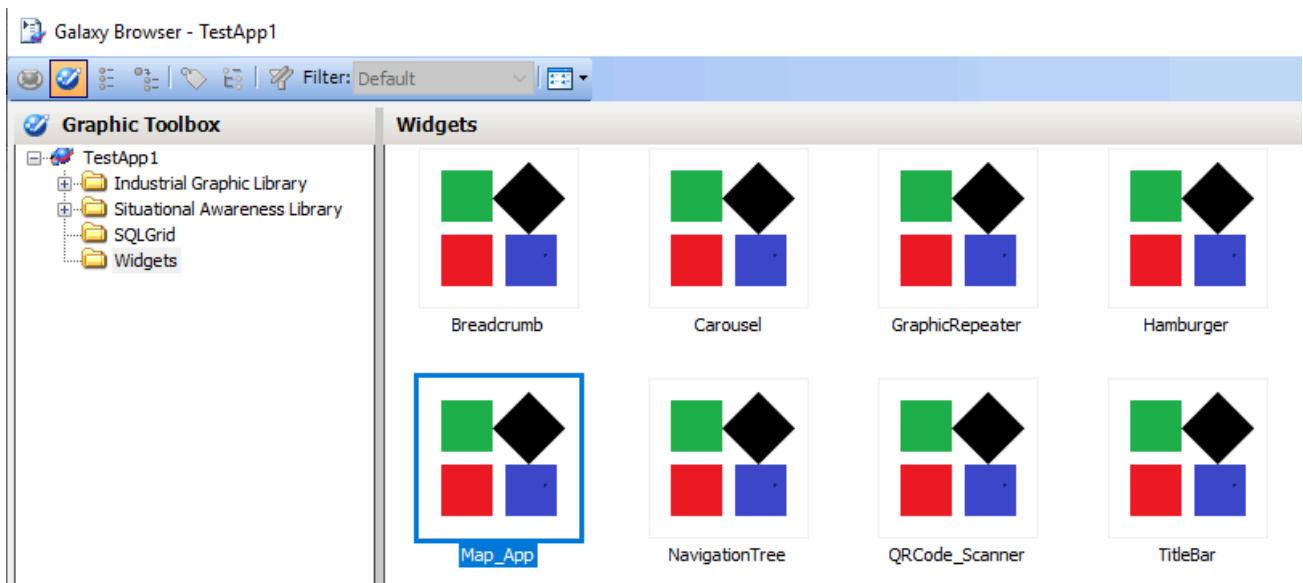 Galaxy Browser - TestApp1
Filter: Default
Graphic Toolbox
TestApp1
Industrial Graphic Library
Situational Awareness Library
SQLGrid
Widgets
Widgets
Breadcrumb Carousel GraphicRepeater Hamburger
Map_App NavigationTree QRCode_Scanner TitleBar